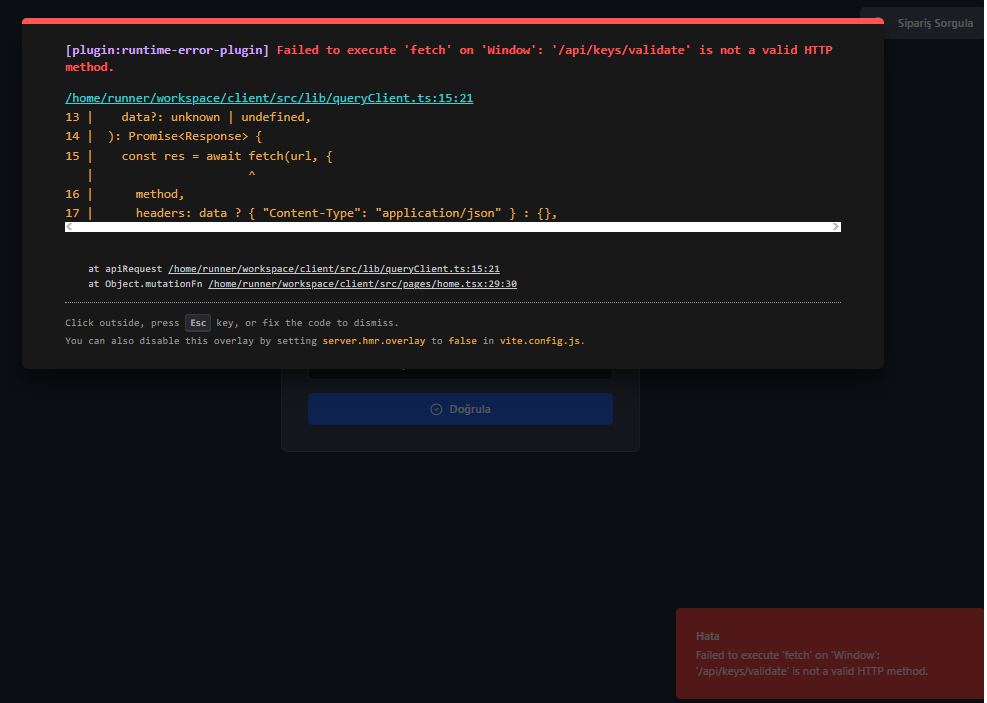 Sipariş Sorgula
[plugin:runtime-error-plugin] Failed to execute 'fetch' on 'Window': '/api/keys/validate' is not a valid HTTP
method.
/home/runner/workspace/client/src/lib/queryClient.ts:15:21
13 |    data?: unknown | undefined,
14 |  ): Promise<Response> {
15 |    const res = await fetch(url, {
   |                      ^
16 |      method,
17 |      headers: data ? { "Content-Type": "application/json" } : {},
at apiRequest /home/runner/workspace/client/src/lib/queryClient.ts:15:21
at Object.mutationFn /home/runner/workspace/client/src/pages/home.tsx:29:30
Click outside, press Esc key, or fix the code to dismiss.
You can also disable this overlay by setting server.hmr.overlay to false in vite.config.js.
Doğrula
Hata
Failed to execute 'fetch' on 'Window':
'/api/keys/validate' is not a valid HTTP method.